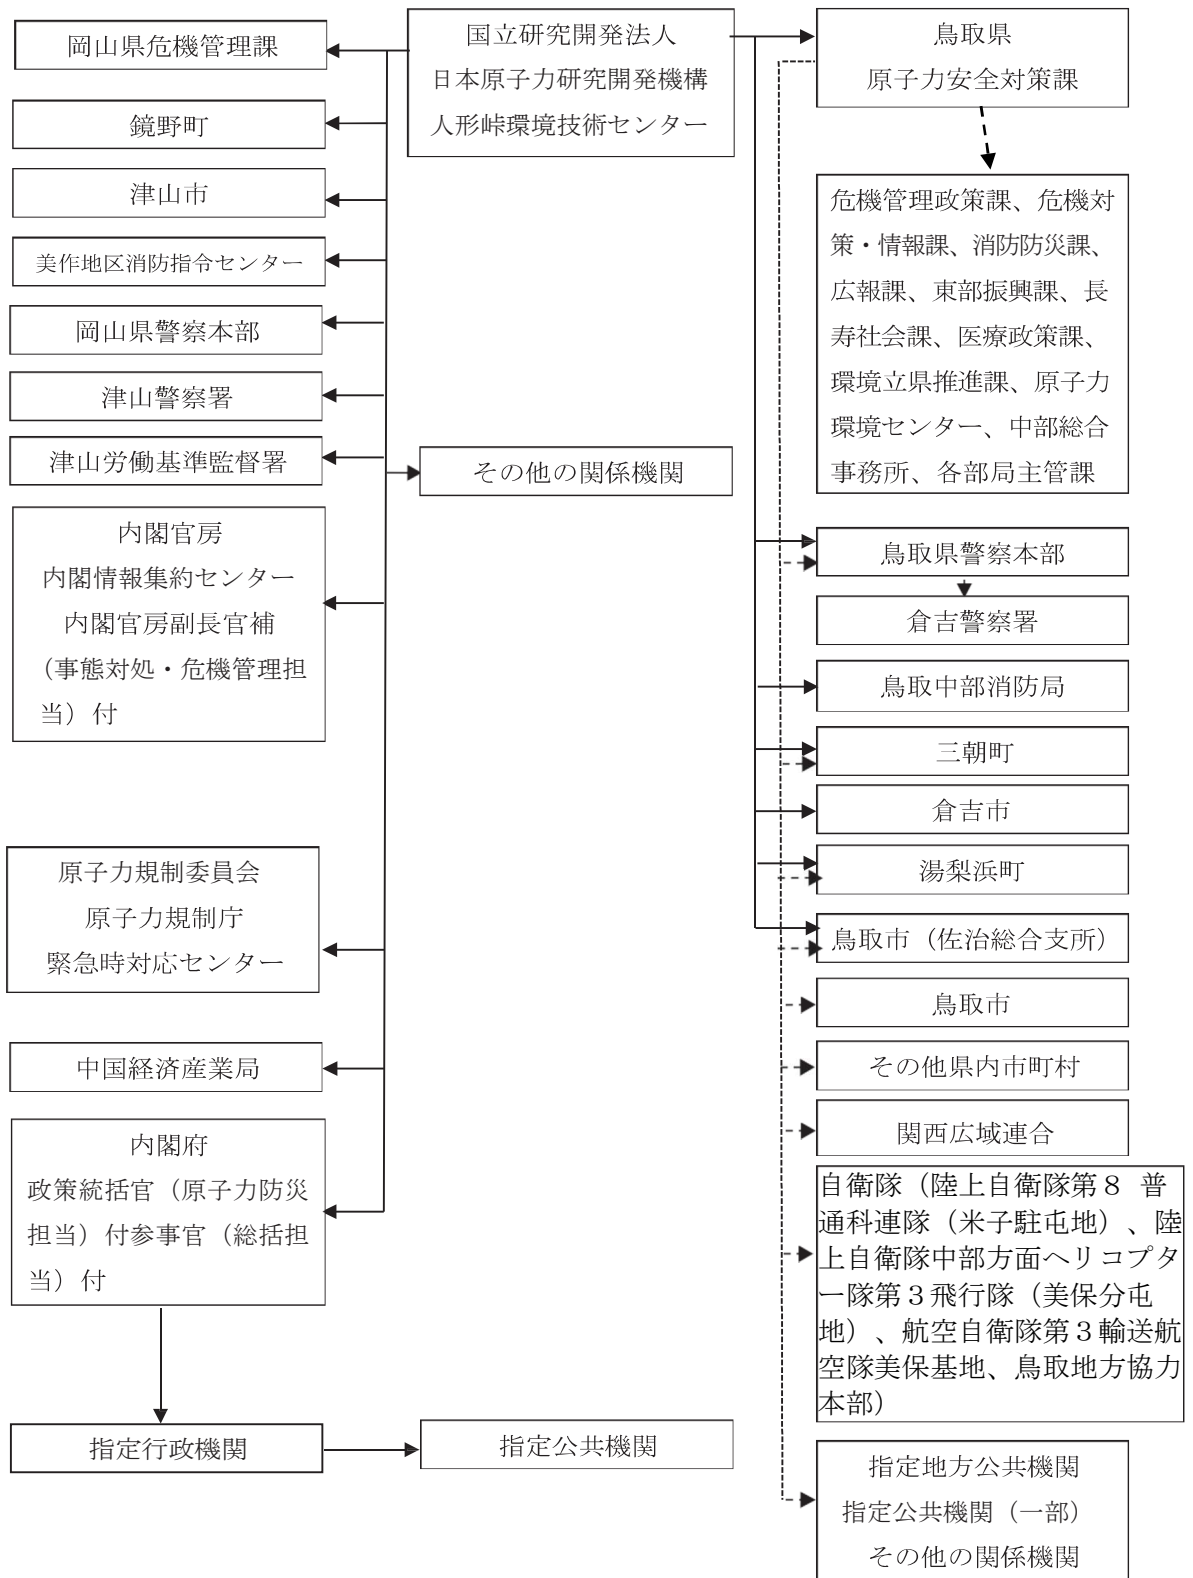 岡山県危機管理課
鏡野町
津山市
美作地区消防指令センター
岡山県警察本部
津山警察署
津山労働基準監督署
内閣官房
内閣情報集約センター
内閣官房副長官補
（事態対処・危機管理担
当）付
原子力規制委員会
原子力規制庁
緊急時対応センター
中国経済産業局
内閣府
政策統括官（原子力防災
担当）付参事官（総括担
当）付
指定行政機関
国立研究開発法人
日本原子力研究開発機構
人形峠環境技術センター
その他の関係機関
指定公共機関
鳥取県
原子力安全対策課
危機管理政策課、危機対
策・情報課、消防防災課、
広報課、東部振興課、長
寿社会課、医療政策課、
環境立県推進課、原子力
環境センター、中部総合
事務所、各部局主管課
鳥取県警察本部
倉吉警察署
鳥取中部消防局
三朝町
倉吉市
湯梨浜町
鳥取市（佐治総合支所）
鳥取市
その他県内市町村
関西広域連合
自衛隊（陸上自衛隊第８ 普
通科連隊（米子駐屯地）、陸
上自衛隊中部方面ヘリコプタ
ー隊第３飛行隊（美保分屯
地）、航空自衛隊第３輸送航
空隊美保基地、鳥取地方協力
本部）
指定地方公共機関
指定公共機関（一部）
その他の関係機関